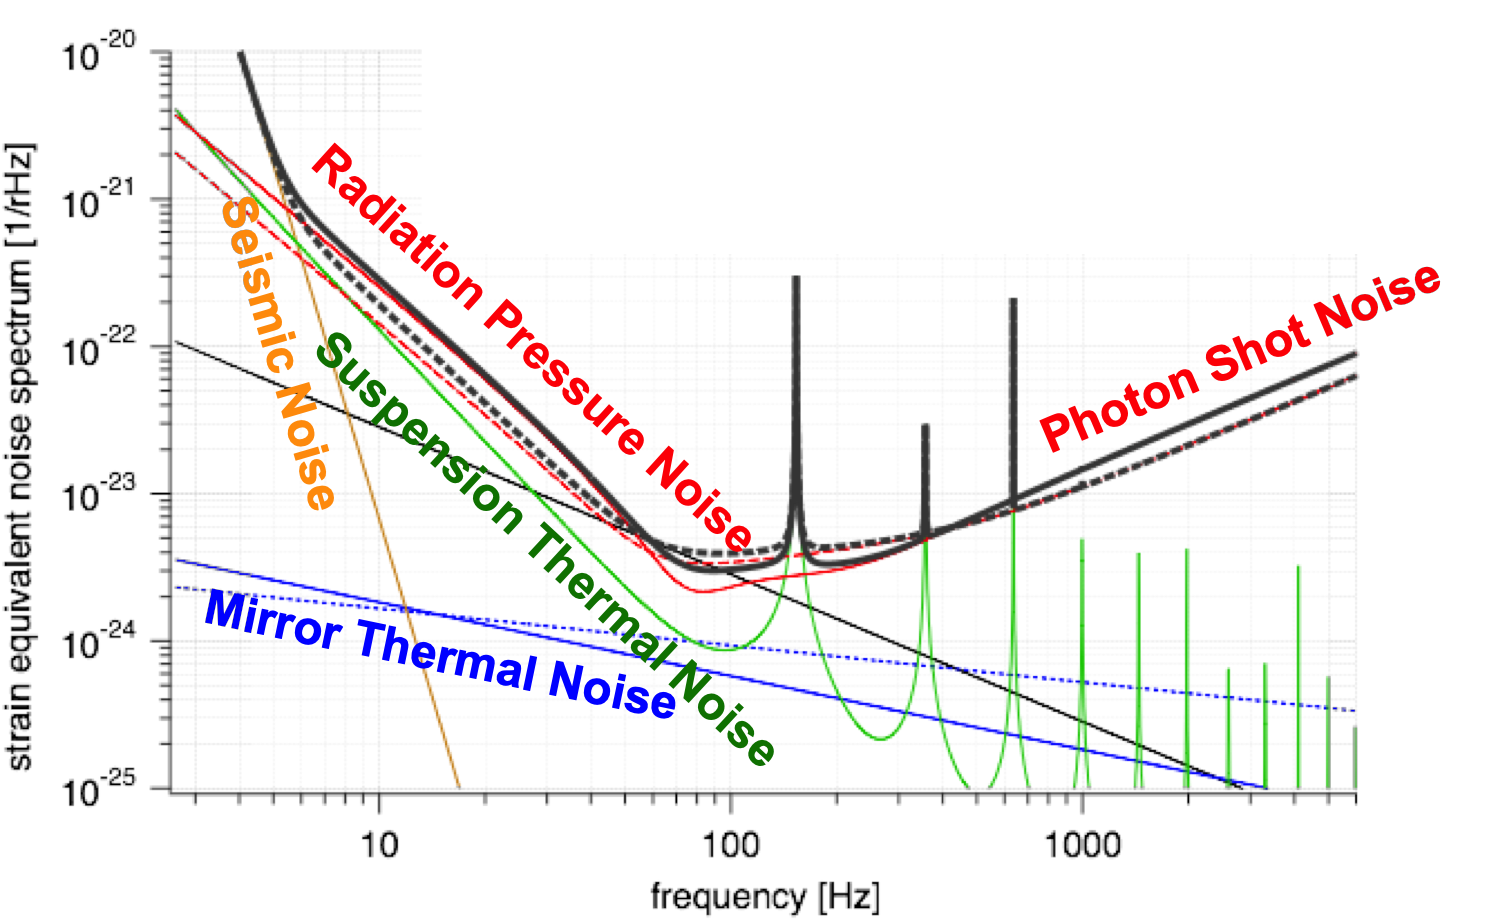 10-20
10-21
10-22
10-23
10-24
10-25
strain equivalent noise spectrum [1/rHz]
Radiation Pressure Noise
Seismic Noise
Suspension Thermal Noise
Photon Shot Noise
Mirror Thermal Noise
10 100 1000
frequency [Hz]